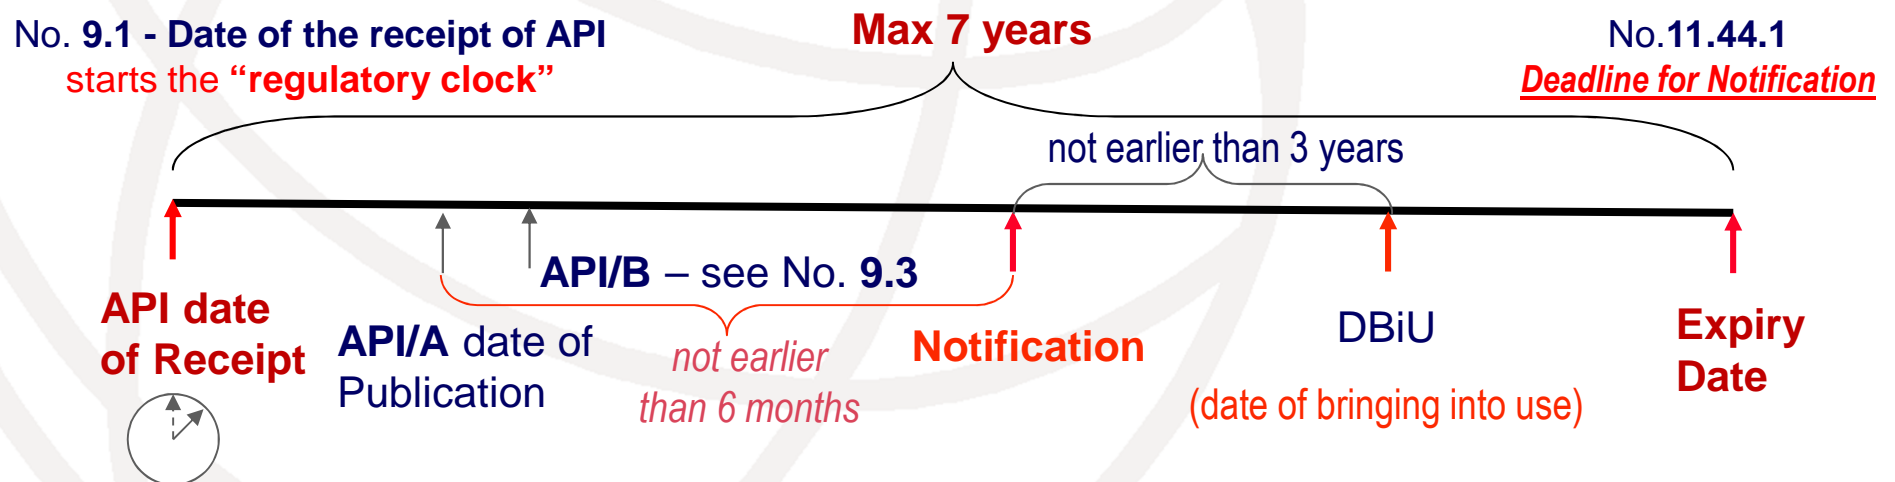 No. 9.1 - Date of the receipt of API
starts the “regulatory clock”
Max 7 years
No.11.44.1
Deadline for Notification
not earlier than 3 years
API/B – see No. 9.3
API date
of Receipt
API/A date of
Publication
not earlier
than 6 months
Notification
DBiU
(date of bringing into use)
Expiry
Date